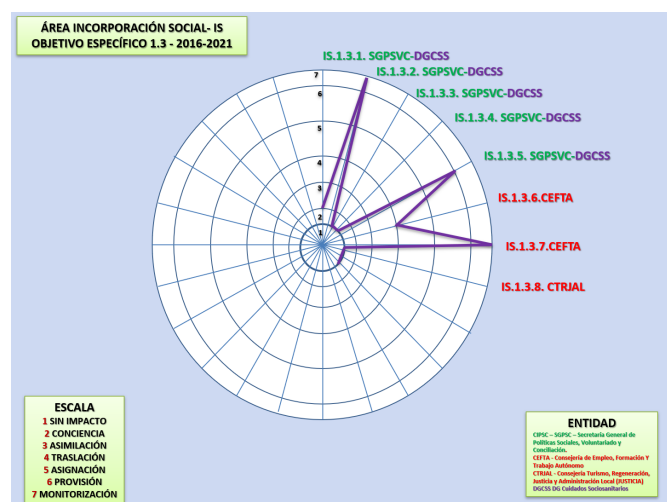 ÁREA INCORPORACIÓN SOCIAL- IS
OBJETIVO ESPECÍFICO 1.3 - 2016-2021
IS.1.3.1. SGPSVC-DGCSS
IS.1.3.2. SGPSVC-DGCSS
IS.1.3.3. SGPSVC-DGCSS
IS.1.3.4. SGPSVC-DGCSS
IS.1.3.5. SGPSVC-DGCSS
IS.1.3.6.CEFTA
IS.1.3.7.CEFTA
IS.1.3.8. CTRJAL
7
6
5
4
3
2
1
ESCALA
1 SIN IMPACTO
2 CONCIENCIA
3 ASIMILACIÓN
4 TRASLACIÓN
5 ASIGNACIÓN
6 PROVISIÓN
7 MONITORIZACIÓN
ENTIDAD
CIPSC – SGPSC – Secretaría General de
Políticas Sociales, Voluntariado y
Conciliación.
CEFTA - Consejería de Empleo, Formación Y
Trabajo Autónomo
CTRJAL - Consejería Turismo, Regeneración,
Justicia y Administración Local (JUSTICIA)
DGCSS DG Cuidados Sociosanitarios